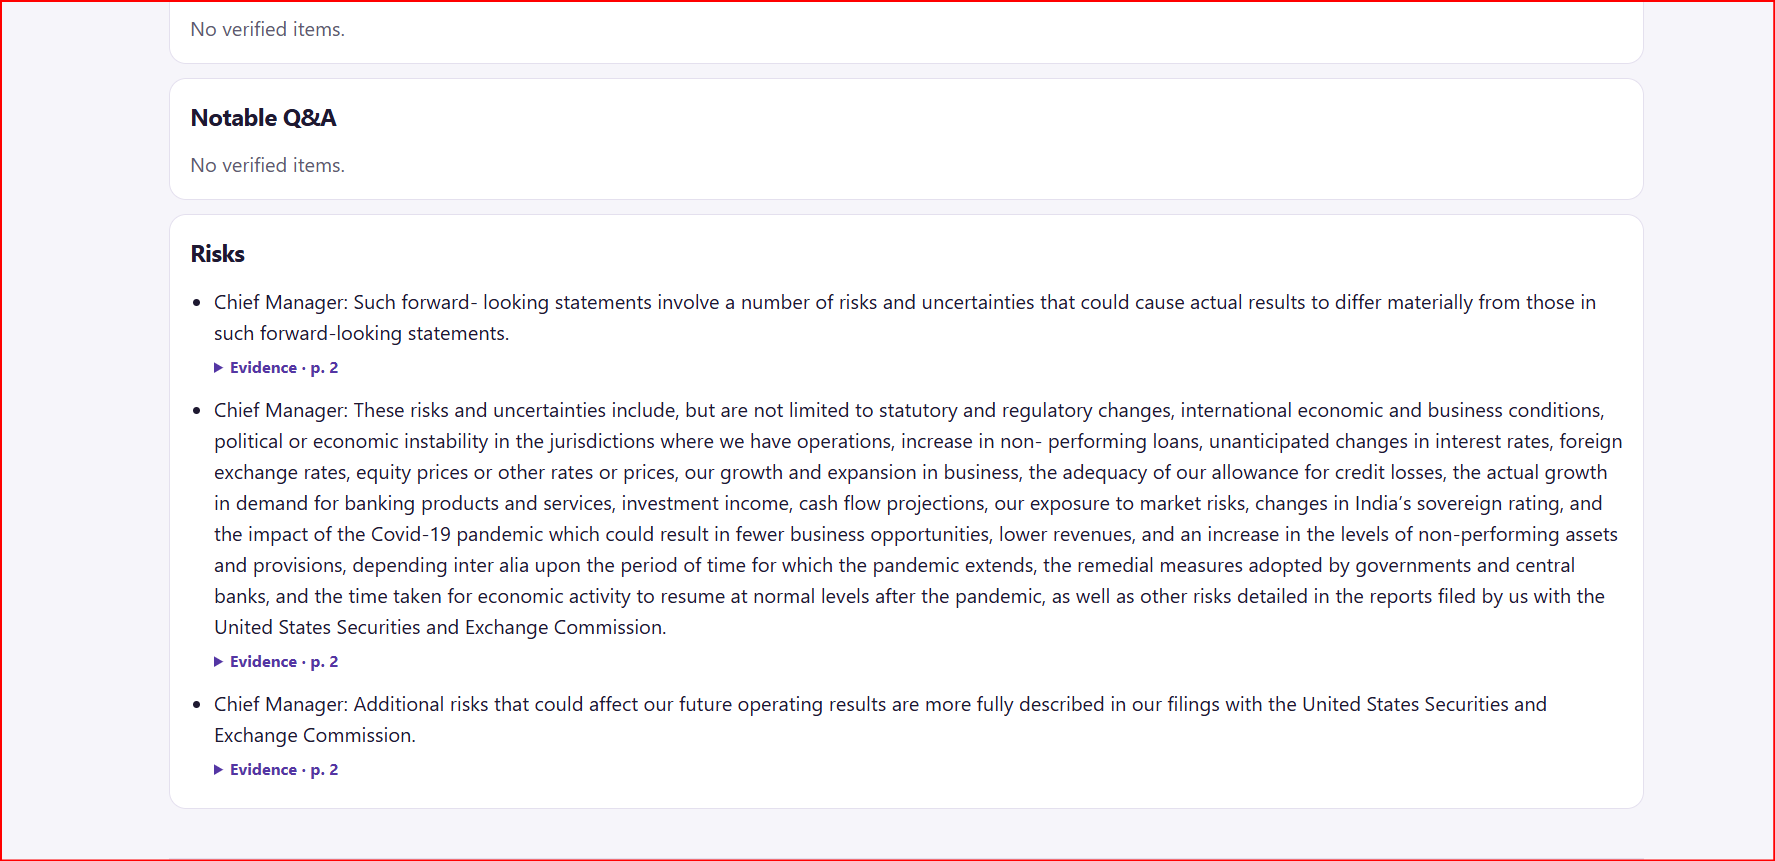 No verified items.
Notable Q&A
No verified items.
Risks
• Chief Manager: Such forward- looking statements involve a number of risks and uncertainties that could cause actual results to differ materially from those in
such forward-looking statements.
▶ Evidence · p. 2
• Chief Manager: These risks and uncertainties include, but are not limited to statutory and regulatory changes, international economic and business conditions,
political or economic instability in the jurisdictions where we have operations, increase in non- performing loans, unanticipated changes in interest rates, foreign
exchange rates, equity prices or other rates or prices, our growth and expansion in business, the adequacy of our allowance for credit losses, the actual growth
in demand for banking products and services, investment income, cash flow projections, our exposure to market risks, changes in India’s sovereign rating, and
the impact of the Covid-19 pandemic which could result in fewer business opportunities, lower revenues, and an increase in the levels of non-performing assets
and provisions, depending inter alia upon the period of time for which the pandemic extends, the remedial measures adopted by governments and central
banks, and the time taken for economic activity to resume at normal levels after the pandemic, as well as other risks detailed in the reports filed by us with the
United States Securities and Exchange Commission.
▶ Evidence · p. 2
• Chief Manager: Additional risks that could affect our future operating results are more fully described in our filings with the United States Securities and
Exchange Commission.
▶ Evidence · p. 2